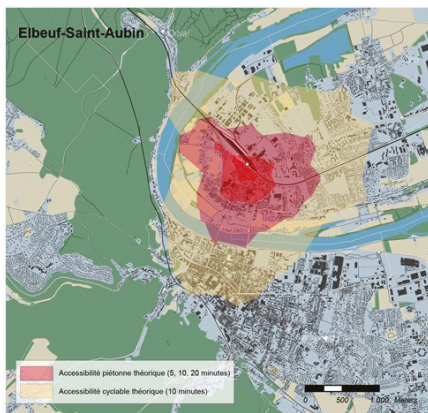 Elbeuf-Saint-Aubin
Accessibilité piétonne théorique (5, 10, 20 minutes)
Accessibilité cyclable théorique (10 minutes)
0 500 1 000 Meters